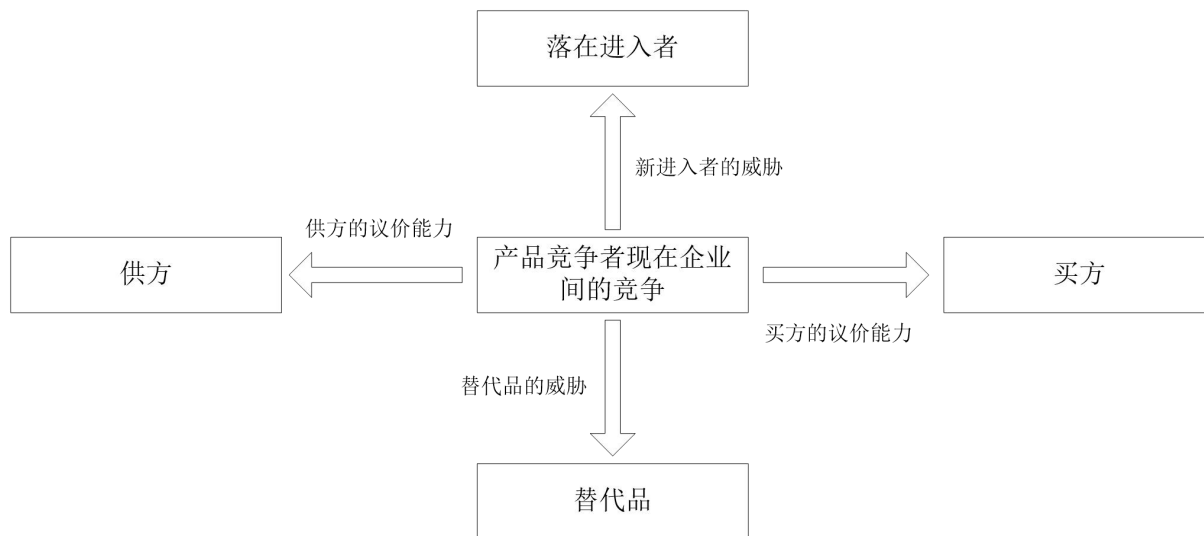 落在进入者
新进入者的威胁
供方的议价能力
供方
产品竞争者现在企业
间的竞争
买方
买方的议价能力
替代品的威胁
替代品